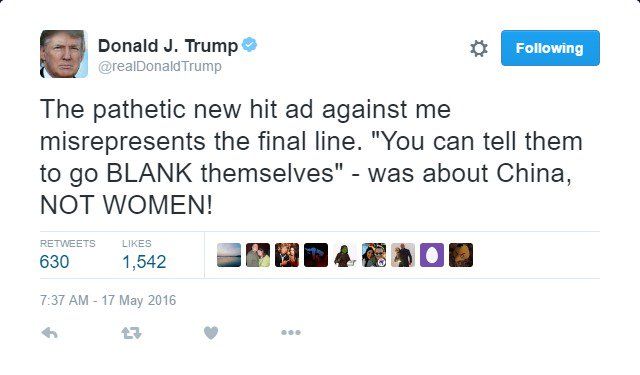 Donald J. Trump
@realDonaldTrump
Following
The pathetic new hit ad against me
misrepresents the final line. "You can tell them
to go BLANK themselves" - was about China,
NOT WOMEN!
RETWEETS LIKES
630 1,542
7:37 AM - 17 May 2016